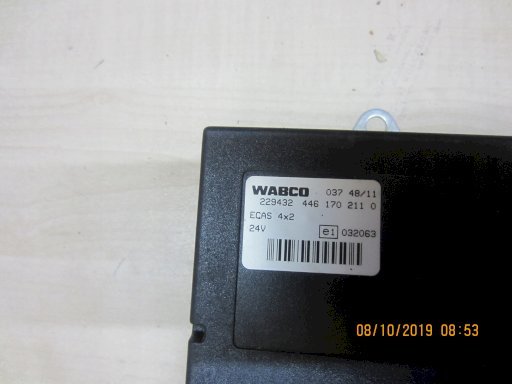 WABCO 037 48/11
229432 446 170 211 0
ECAS 4x2
24V e1 032063
08/10/2019 08:53